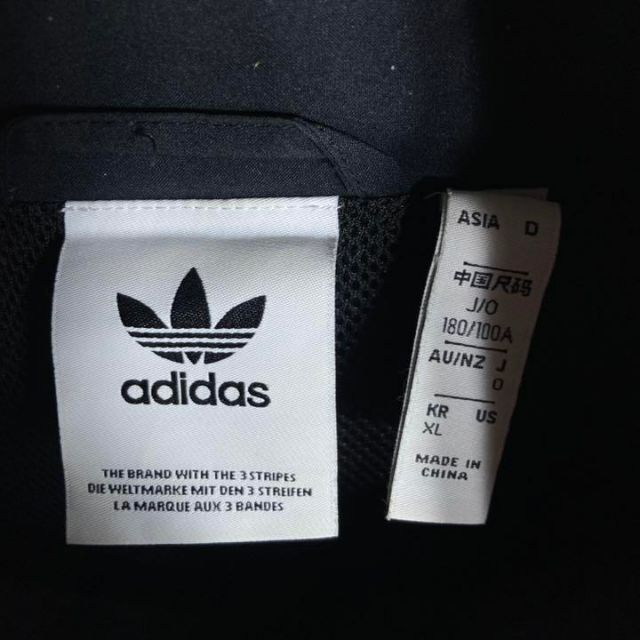 adidas
THE BRAND WITH THE 3 STRIPES
DIE WELTMARKE MIT DEN 3 STREIFEN
LA MARQUE AUX 3 BANDES
ASIA D
中国尺码
J/O
180/100A
AU/NZ J
O
KR US
XL
MADE IN
CHINA